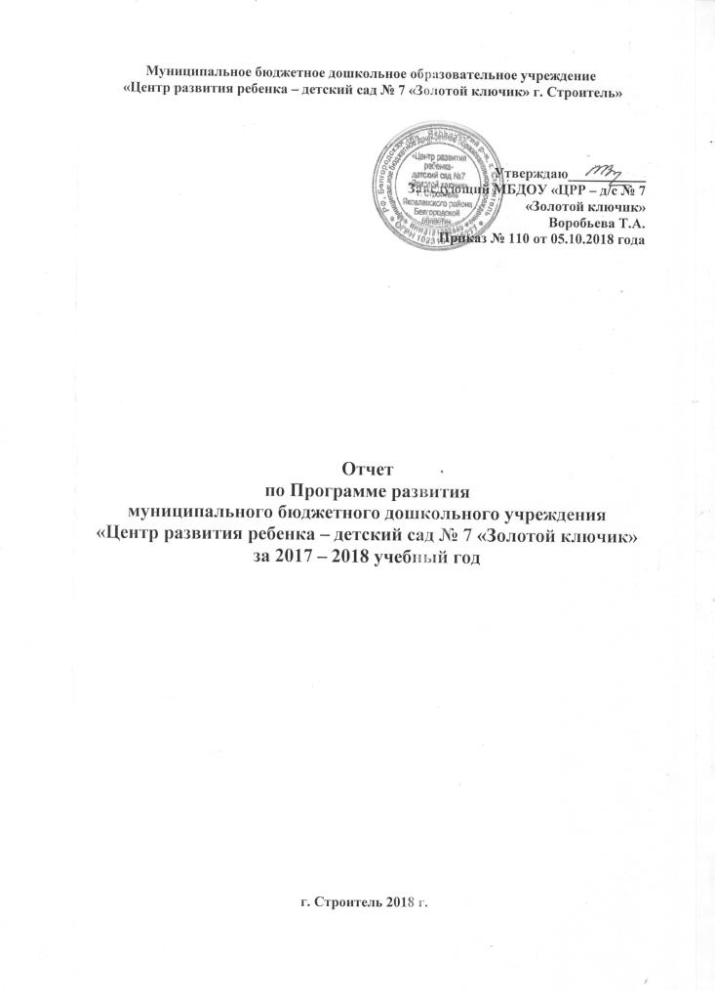 Муниципальное бюджетное дошкольное образовательное учреждение
«Центр развития ребенка – детский сад № 7 «Золотой ключик» г. Строитель»
Утверждаю
Заведующий МБДОУ «ЦРР – д/с № 7
«Золотой ключик»
Воробьева Т.А.
Приказ № 110 от 05.10.2018 года
«Центр развития
ребенка-
детский сад №7
«Золотой ключик»
г. Строитель
Яковлевского района
Белгородской
области»
Отчет
по Программе развития
муниципального бюджетного дошкольного учреждения
«Центр развития ребенка – детский сад № 7 «Золотой ключик»
за 2017 – 2018 учебный год
г. Строитель 2018 г.